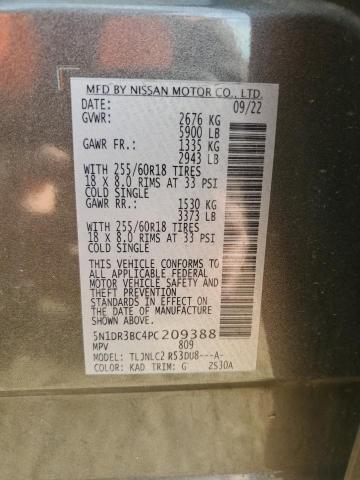 MFD BY NISSAN MOTOR CO., LTD.
DATE: 09/22
GVWR: 2676 KG
5900 LB
GAWR FR.: 1335 KG
2943 LB
WITH 255/60R18 TIRES
18 X 8.0 RIMS AT 33 PSI
COLD SINGLE
GAWR RR.: 1530 KG
3373 LB
WITH 255/60R18 TIRES
18 X 8.0 RIMS AT 33 PSI
COLD SINGLE
THIS VEHICLE CONFORMS TO
ALL APPLICABLE FEDERAL
MOTOR VEHICLE SAFETY
AND THEFT PREVENTION
STANDARDS IN EFFECT ON
THE DATE OF MANUFACTURE
SHOWN ABOVE
5N1DR3BC4PC209388
MPV 809
MODEL: TLJNLC2 R53DU8---A-
COLOR: KAD TRIM: G ZS30A